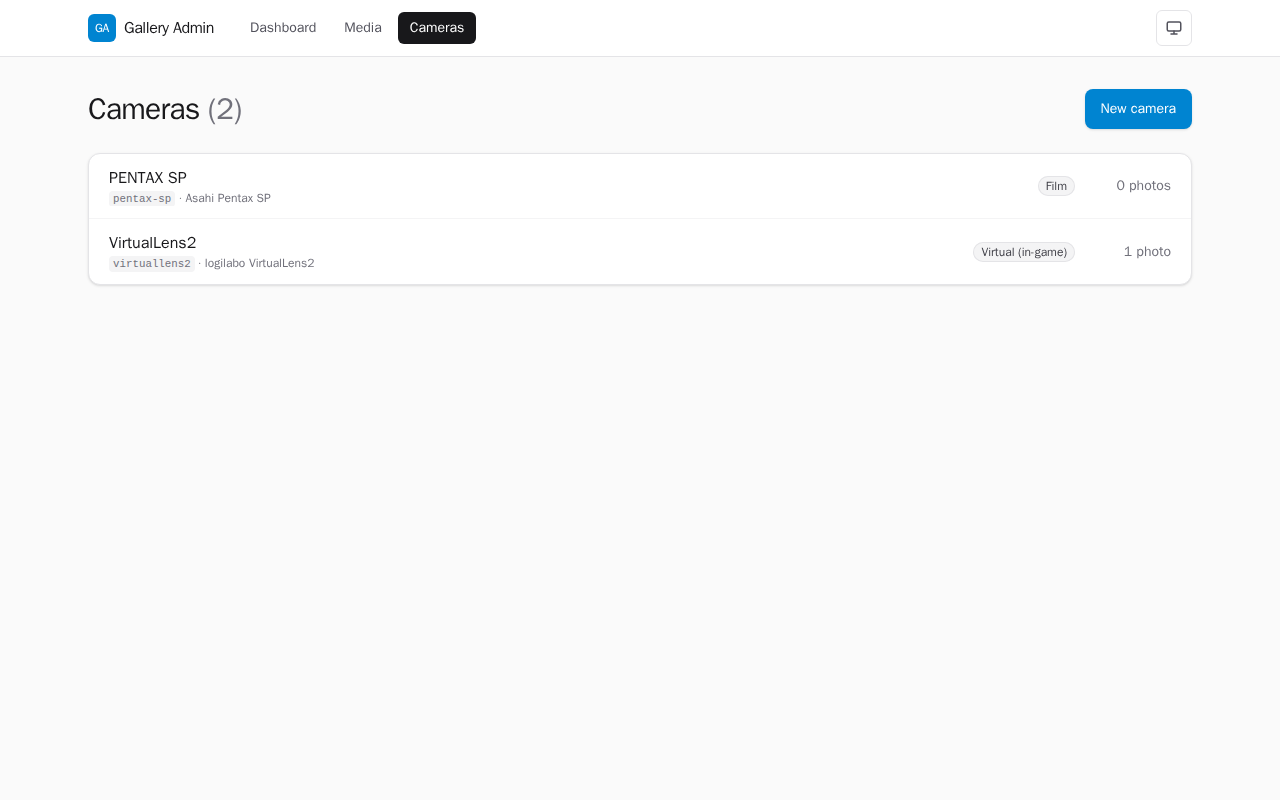 GA Gallery Admin Dashboard Media Cameras
Cameras (2) New camera
PENTAX SP
pentax-sp · Asahi Pentax SP Film 0 photos
VirtualLens2
virtuallens2 · logilabo VirtualLens2 Virtual (in-game) 1 photo